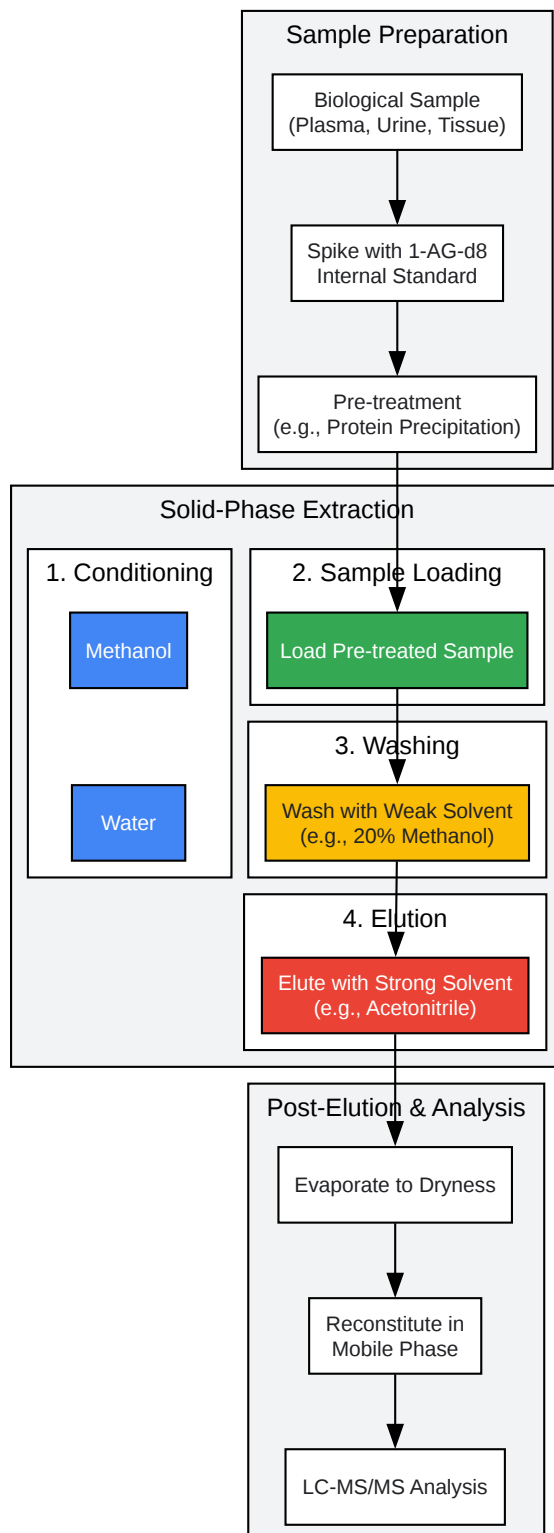 Sample Preparation
Biological Sample
(Plasma, Urine, Tissue)
Spike with 1-AG-d8
Internal Standard
Pre-treatment
(e.g., Protein Precipitation)
Solid-Phase Extraction
1. Conditioning
Methanol
Water
2. Sample Loading
Load Pre-treated Sample
3. Washing
Wash with Weak Solvent
(e.g., 20% Methanol)
4. Elution
Elute with Strong Solvent
(e.g., Acetonitrile)
Post-Elution & Analysis
Evaporate to Dryness
Reconstitute in
Mobile Phase
LC-MS/MS Analysis